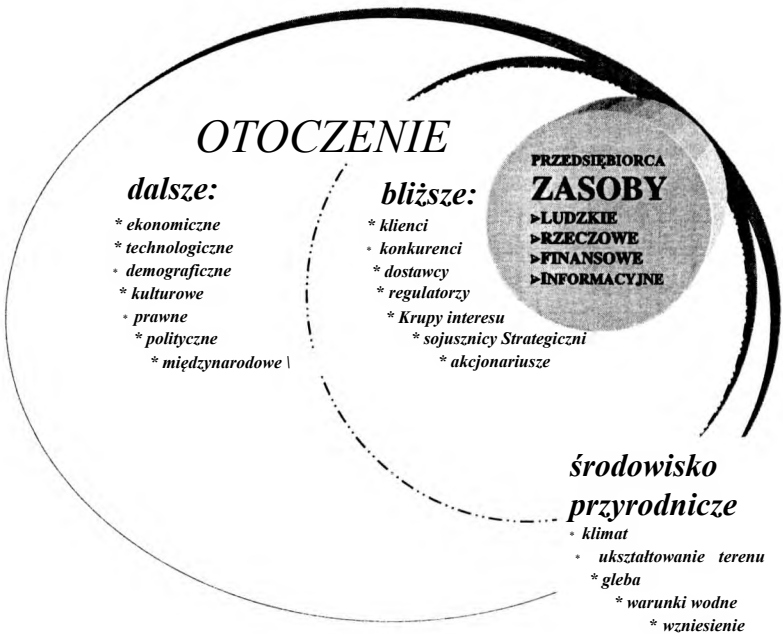 OTOCZENIE
dalsze:
* ekonomiczne
* technologiczne
* demograficzne
* kulturowe
* prawne
* polityczne
* międzynarodowe \
bliższe:
* klienci
* konkurenci
* dostawcy
* regulatorzy
* Krupy interesu
* sojusznicy Strategiczni
* akcjonariusze
PRZEDSIĘBIORCA
ZASOBY
➢LUDZKIE
➢RZECZOWE
➢FINANSOWE
➢INFORMACYJNE
środowisko
przyrodnicze
* klimat
* ukształtowanie terenu
* gleba
* warunki wodne
* wzniesienie